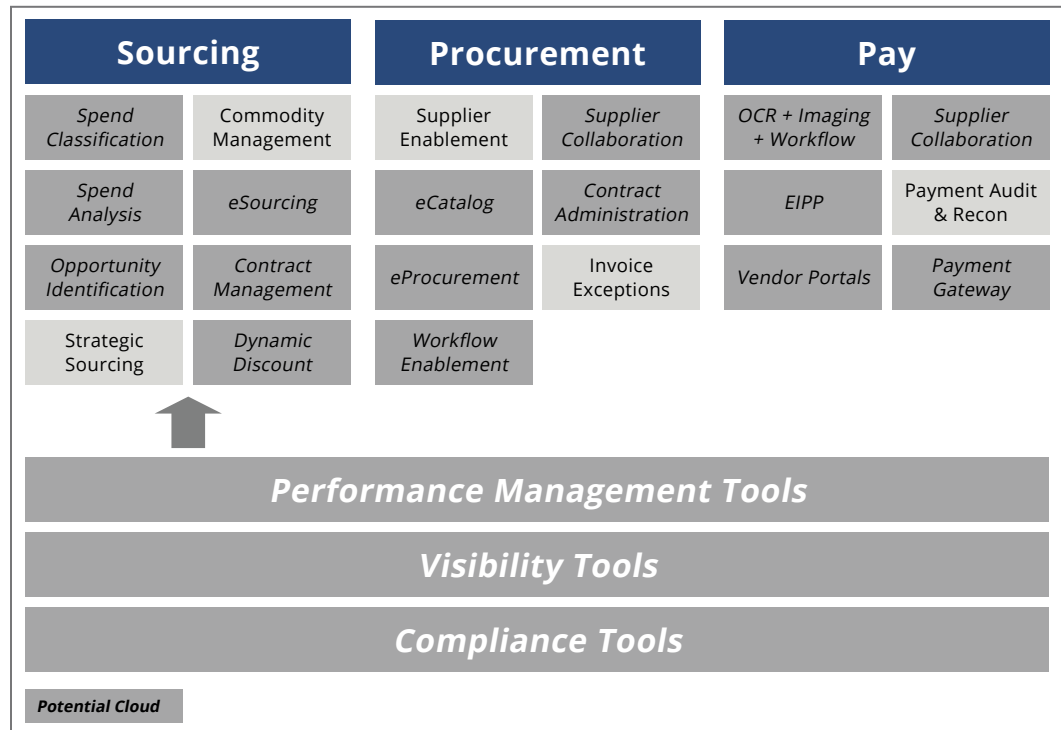 Sourcing
Procurement
Pay
Spend
Classification
Commodity
Management
Supplier
Enablement
Supplier
Collaboration
OCR + Imaging
+ Workflow
Supplier
Collaboration
Spend
Analysis
eSourcing
eCatalog
Contract
Administration
EIPP
Payment Audit
& Recon
Opportunity
Identification
Contract
Management
eProcurement
Invoice
Exceptions
Vendor Portals
Payment
Gateway
Strategic
Sourcing
Dynamic
Discount
Workflow
Enablement
Performance Management Tools
Visibility Tools
Compliance Tools
Potential Cloud